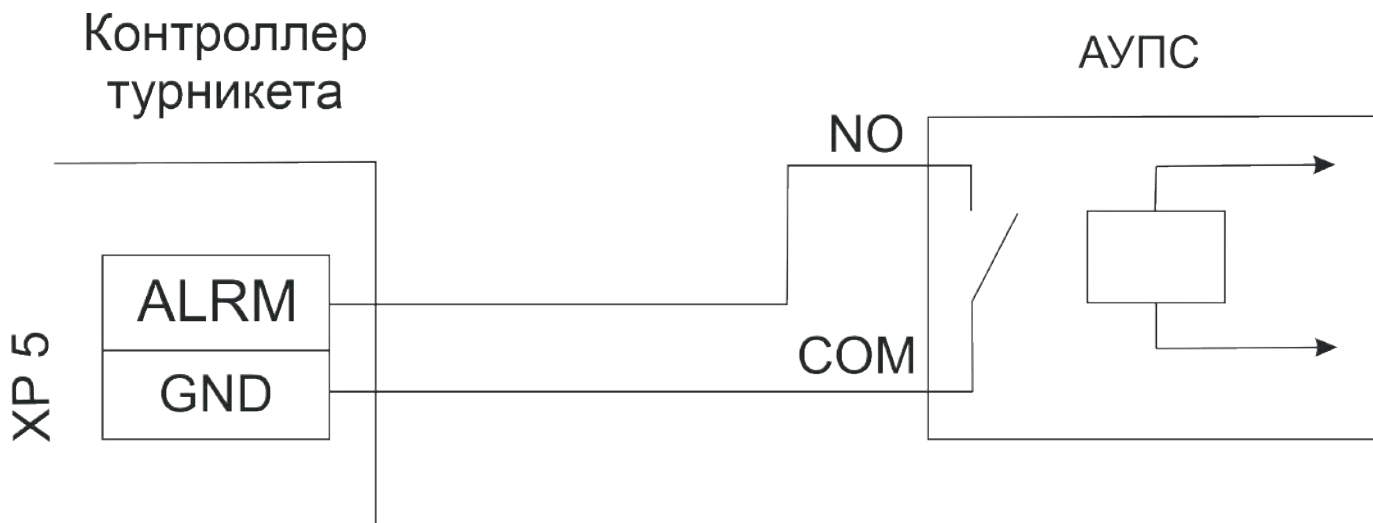 Контроллер
турникета
АУПС
NO
ALRM
COM
GND
XP 5